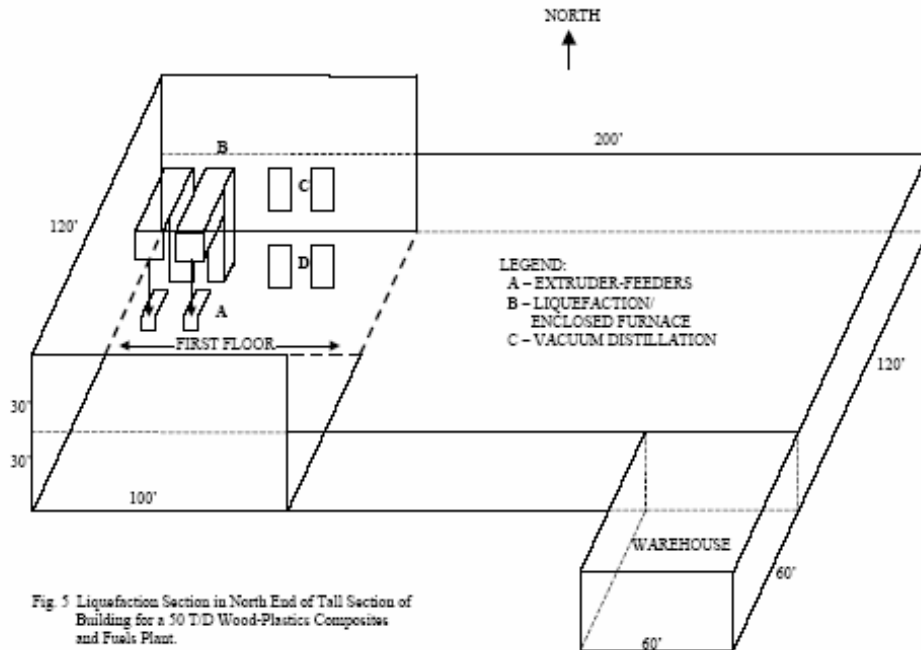 NORTH
200'
B
C
120'
D
LEGEND:
A – EXTRUDER-FEEDERS
B – LIQUEFACTION/
ENCLOSED FURNACE
C – VACUUM DISTILLATION
A
FIRST FLOOR
120'
30'
30'
100'
WAREHOUSE
60'
60'
Fig. 5 Liquefaction Section in North End of Tall Section of
Building for a 50 T/D Wood-Plastics Composites
and Fuels Plant.